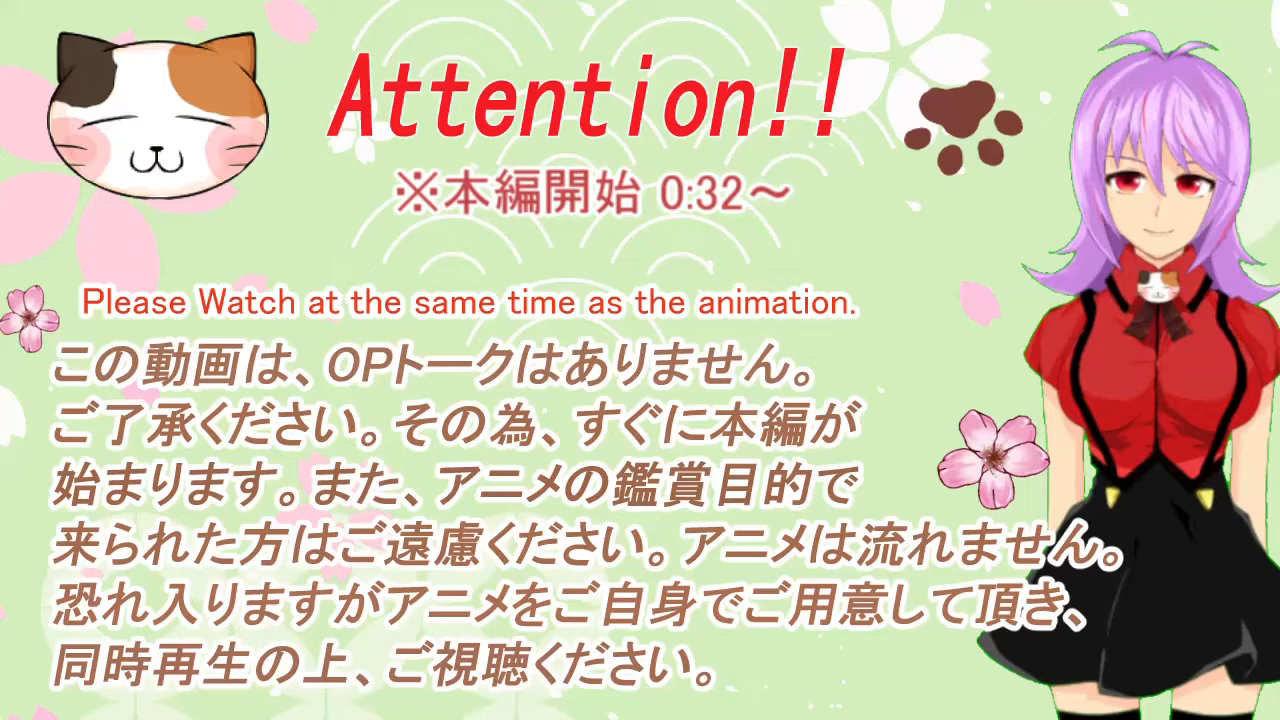 Attention!!
※本編開始 0:32～
Please Watch at the same time as the animation.
この動画は、OPトークはありません。
ご了承ください。その為、すぐに本編が
始まります。また、アニメの鑑賞目的で
来られた方はご遠慮ください。アニメは流れません。
恐れ入りますがアニメをご自身でご用意して頂き、
同時再生の上、ご視聴ください。